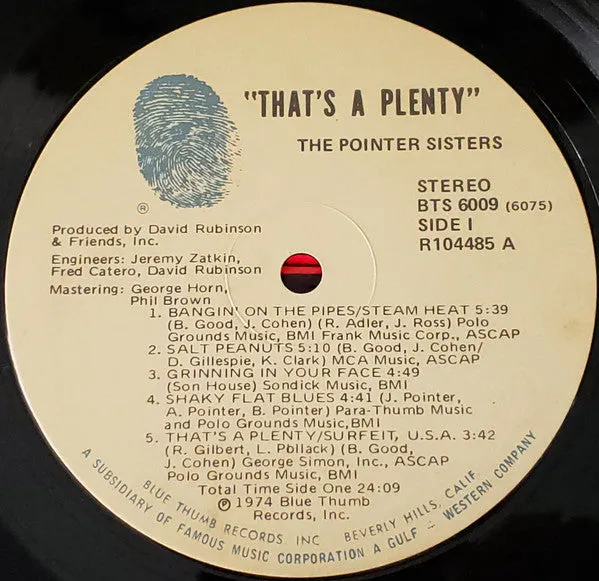 "THAT'S A PLENTY"
THE POINTER SISTERS
®
STEREO
BTS 6009 (6075)
SIDE I
R104485 A
Produced by David Rubinson
& Friends, Inc.
Engineers: Jeremy Zatkin,
Fred Catero, David Rubinson
Mastering: George Horn,
Phil Brown
1. BANGIN' ON THE PIPES/STEAM HEAT 5:39
(B. Good, J. Cohen) (R. Adler, J. Ross) Polo
Grounds Music, BMI Frank Music Corp., ASCAP
2. SALT PEANUTS 5:10 (B. Good, J. Cohen/
D. Gillespie, K. Clark) MCA Music, ASCAP
3. GRINNING IN YOUR FACE 4:49
(Son House) Sondick Music, BMI
4. SHAKY FLAT BLUES 4:41 (J. Pointer,
A. Pointer, B. Pointer) Para-Thumb Music
and Polo Grounds Music,BMI
5. THAT'S A PLENTY/SURFEIT, U.S.A. 3:42
(R. Gilbert, L. Pollack) (B. Good,
J. Cohen) George Simon, Inc., ASCAP
Polo Grounds Music, BMI
Total Time Side One 24:09
℗ 1974 Blue Thumb
Records, Inc.
BLUE THUMB RECORDS INC BEVERLY HILLS, CALIF.
A SUBSIDIARY OF FAMOUS MUSIC CORPORATION A GULF + WESTERN COMPANY